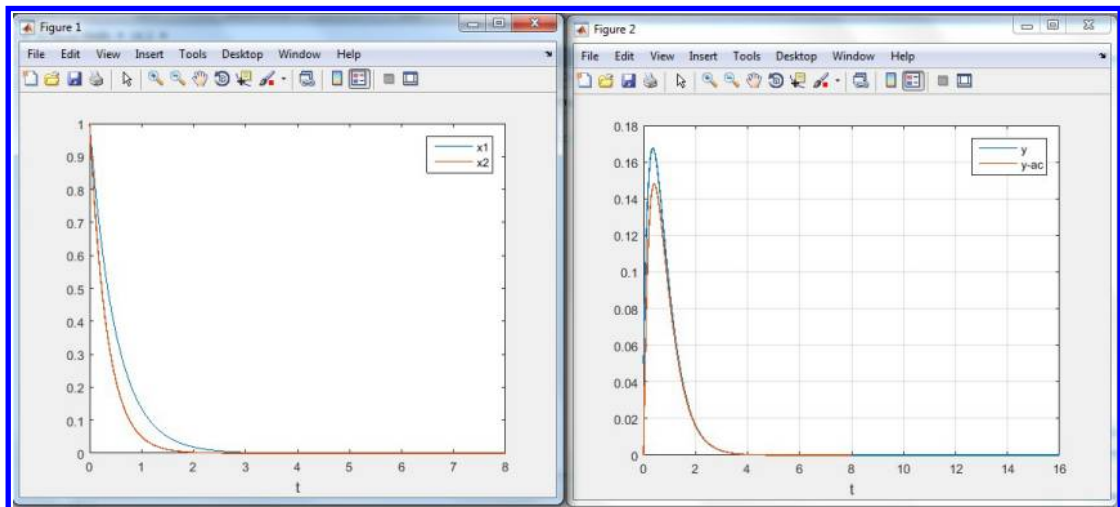 Figure 1
File Edit View Insert Tools Desktop Window Help
1
0.9
0.8
0.7
0.6
0.5
0.4
0.3
0.2
0.1
0
0 1 2 3 4 5 6 7 8
t
x1
x2
Figure 2
File Edit View Insert Tools Desktop Window Help
0.18
0.16
0.14
0.12
0.1
0.08
0.06
0.04
0.02
0
0 2 4 6 8 10 12 14 16
t
y
y-ac